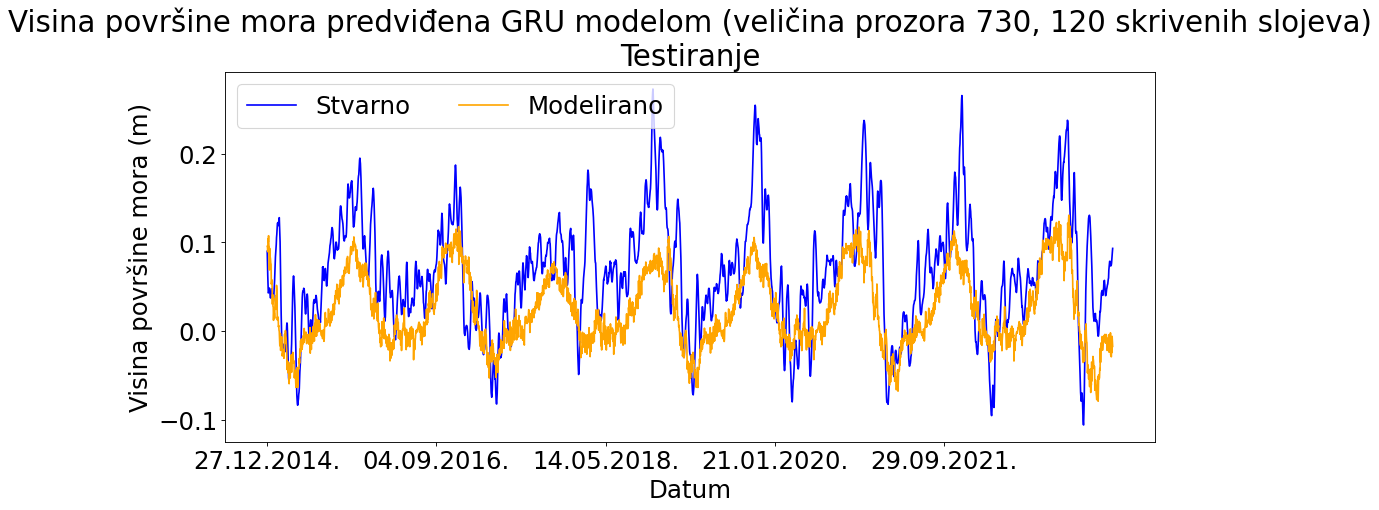 Visina površine mora predviđena GRU modelom (veličina prozora 730, 120 skrivenih slojeva)
Testiranje
Stvarno Modelirano
Visina površine mora (m)
0.2
0.1
0.0
−0.1
27.12.2014. 04.09.2016. 14.05.2018. 21.01.2020. 29.09.2021.
Datum